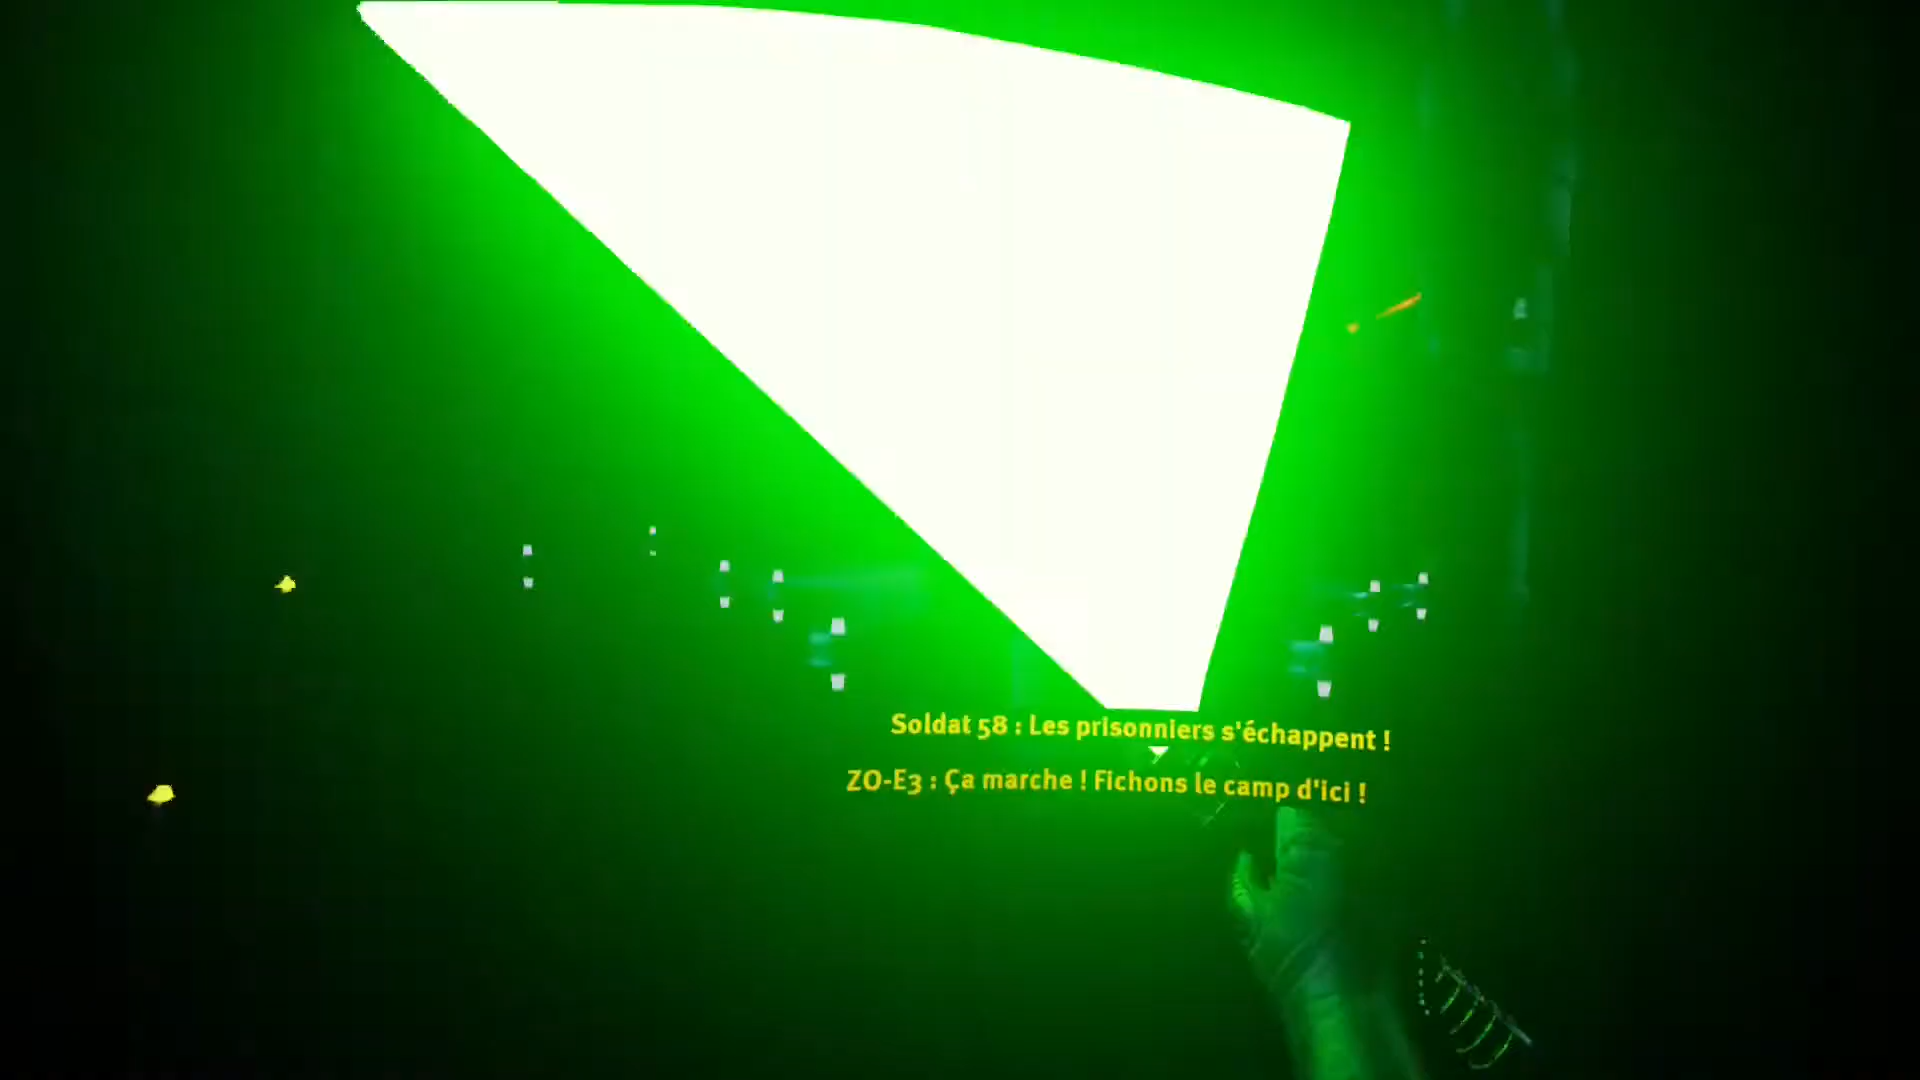 Soldat 58 : Les prisonniers s'échappent !
ZO-E3 : Ça marche ! Fichons le camp d'ici !